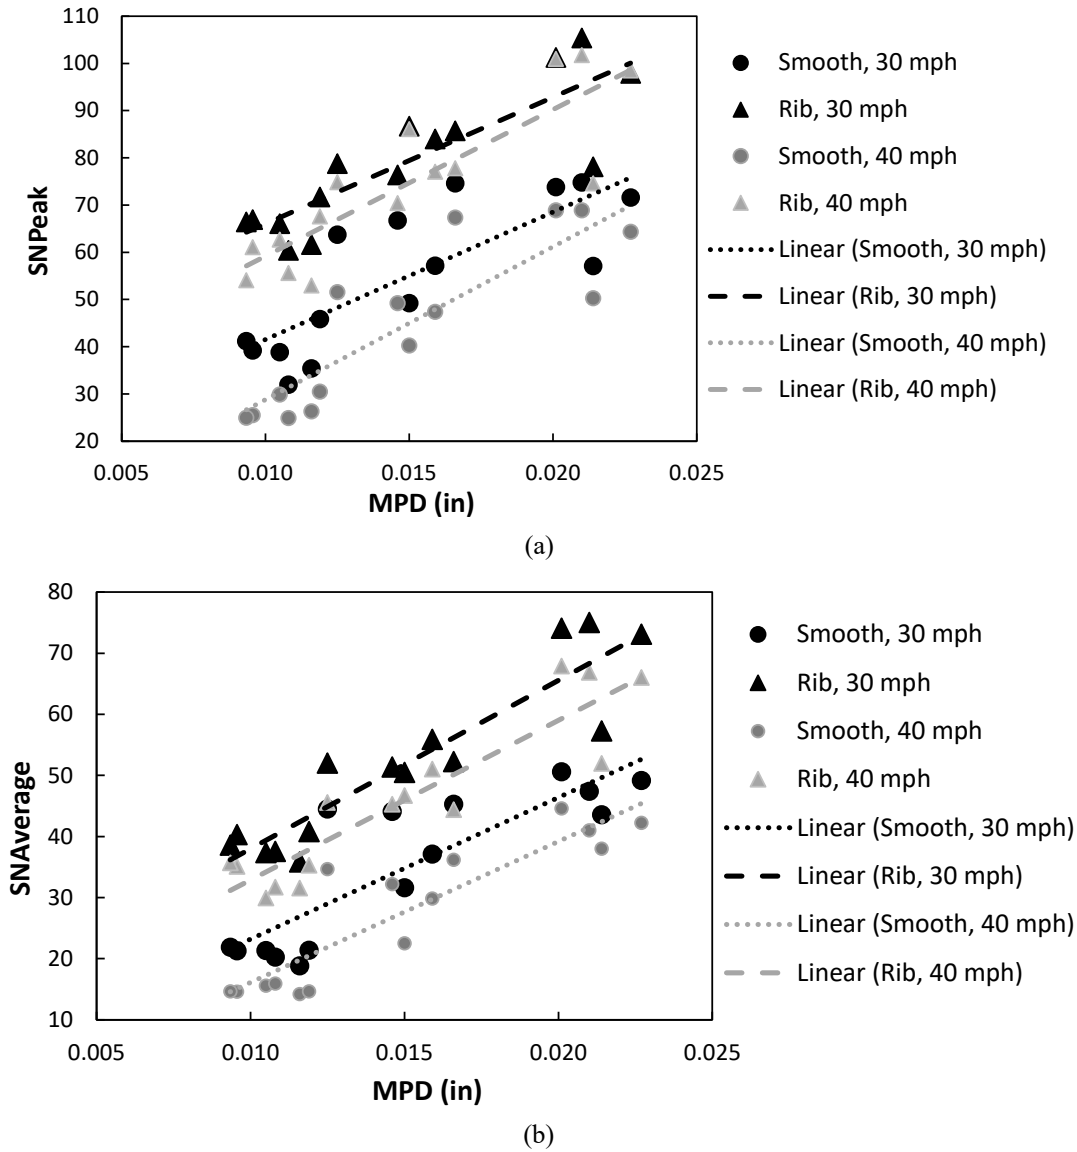 110
100
90
80
70
60
50
40
30
20
SNPeak
0.005
0.010
0.015
0.020
0.025
MPD (in)
Smooth, 30 mph
Rib, 30 mph
Smooth, 40 mph
Rib, 40 mph
Linear (Smooth, 30 mph)
Linear (Rib, 30 mph)
Linear (Smooth, 40 mph)
Linear (Rib, 40 mph)
(a)
80
70
60
50
40
30
20
10
SNAverage
0.005
0.010
0.015
0.020
0.025
MPD (in)
Smooth, 30 mph
Rib, 30 mph
Smooth, 40 mph
Rib, 40 mph
Linear (Smooth, 30 mph)
Linear (Rib, 30 mph)
Linear (Smooth, 40 mph)
Linear (Rib, 40 mph)
(b)